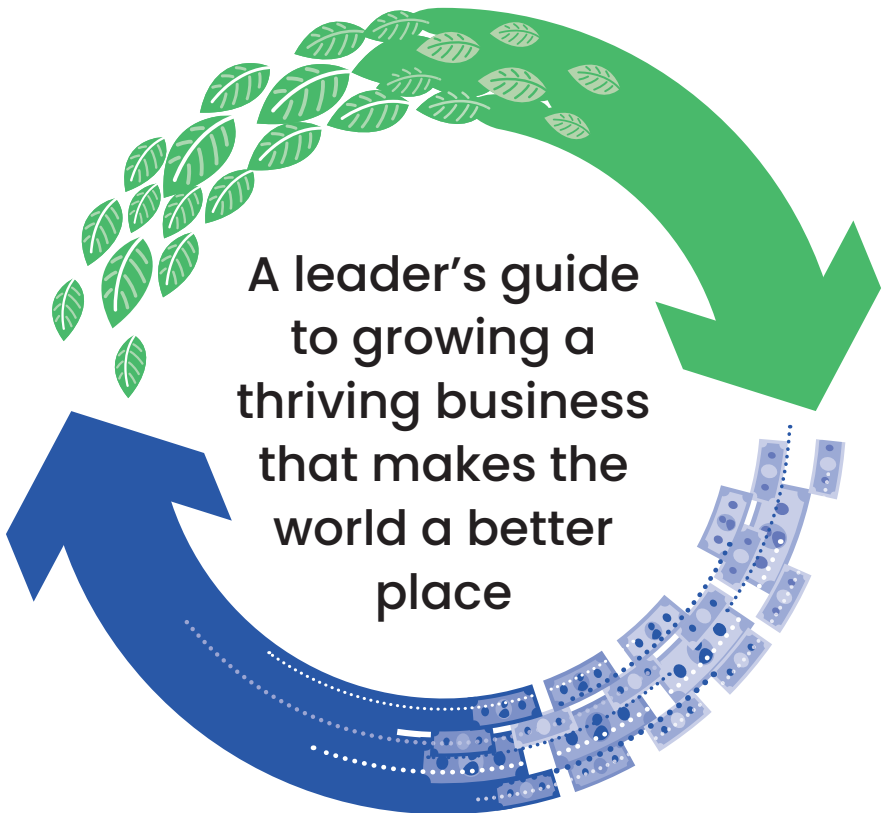 A leader’s guide
to growing a
thriving business
that makes the
world a better
place